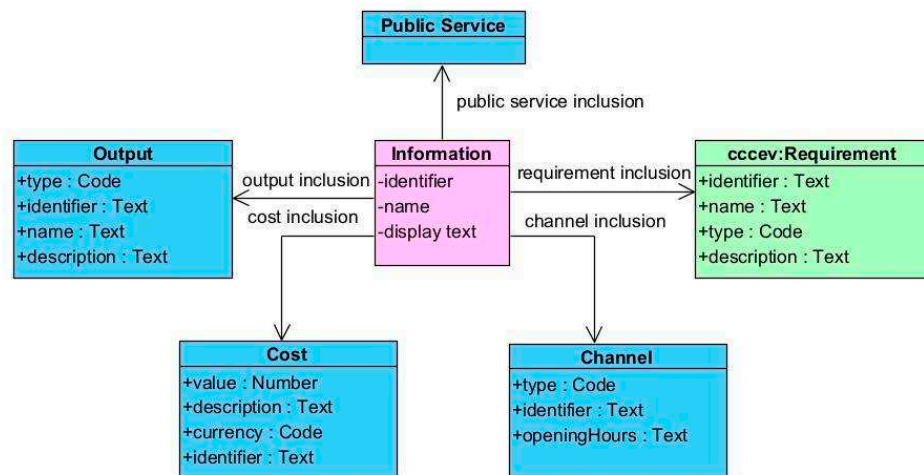 Public Service
public service inclusion
Output
+type : Code
+identifier : Text
+name : Text
+description : Text
output inclusion
cost inclusion
Information
-identifier
-name
-display text
requirement inclusion
channel inclusion
cccev:Requirement
+identifier : Text
+name : Text
+type : Code
+description : Text
Cost
+value : Number
+description : Text
+currency : Code
+identifier : Text
Channel
+type : Code
+identifier : Text
+openingHours : Text